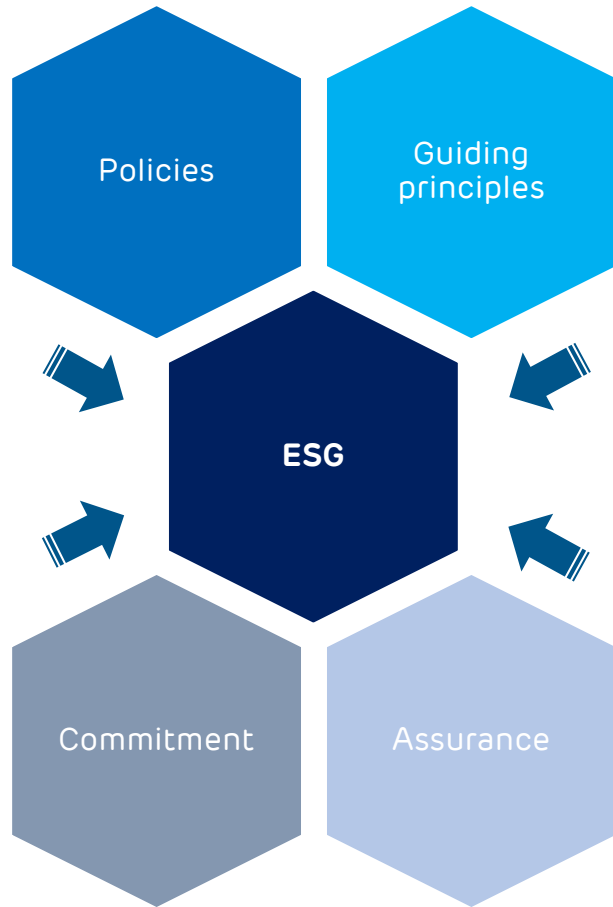 Policies
Guiding
principles
ESG
Commitment
Assurance